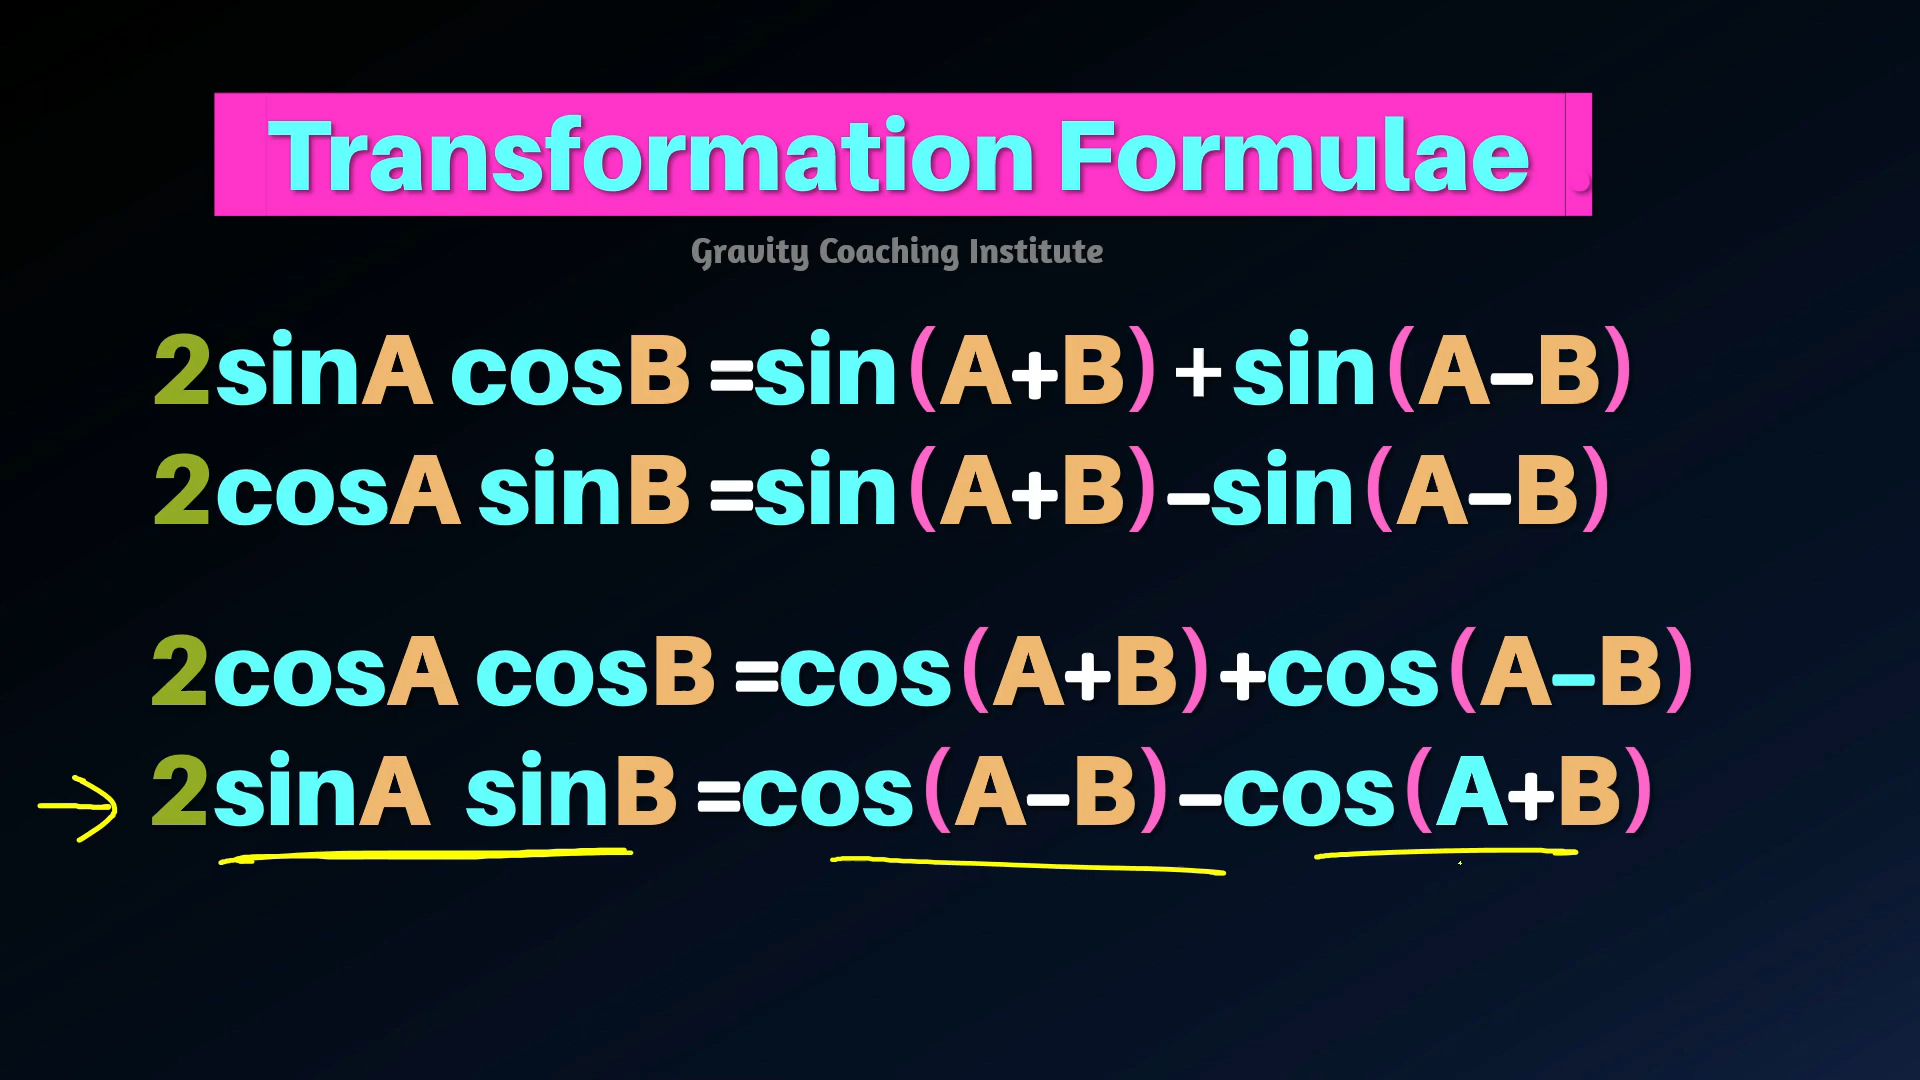 Transformation Formulae .
Gravity Coaching Institute
2sinA cosB =sin(A+B) +sin(A–B)
2cosA sinB =sin(A+B)–sin(A–B)
2cosA cosB =cos(A+B)+cos(A–B)
2sinA sinB =cos(A–B)–cos(A+B)